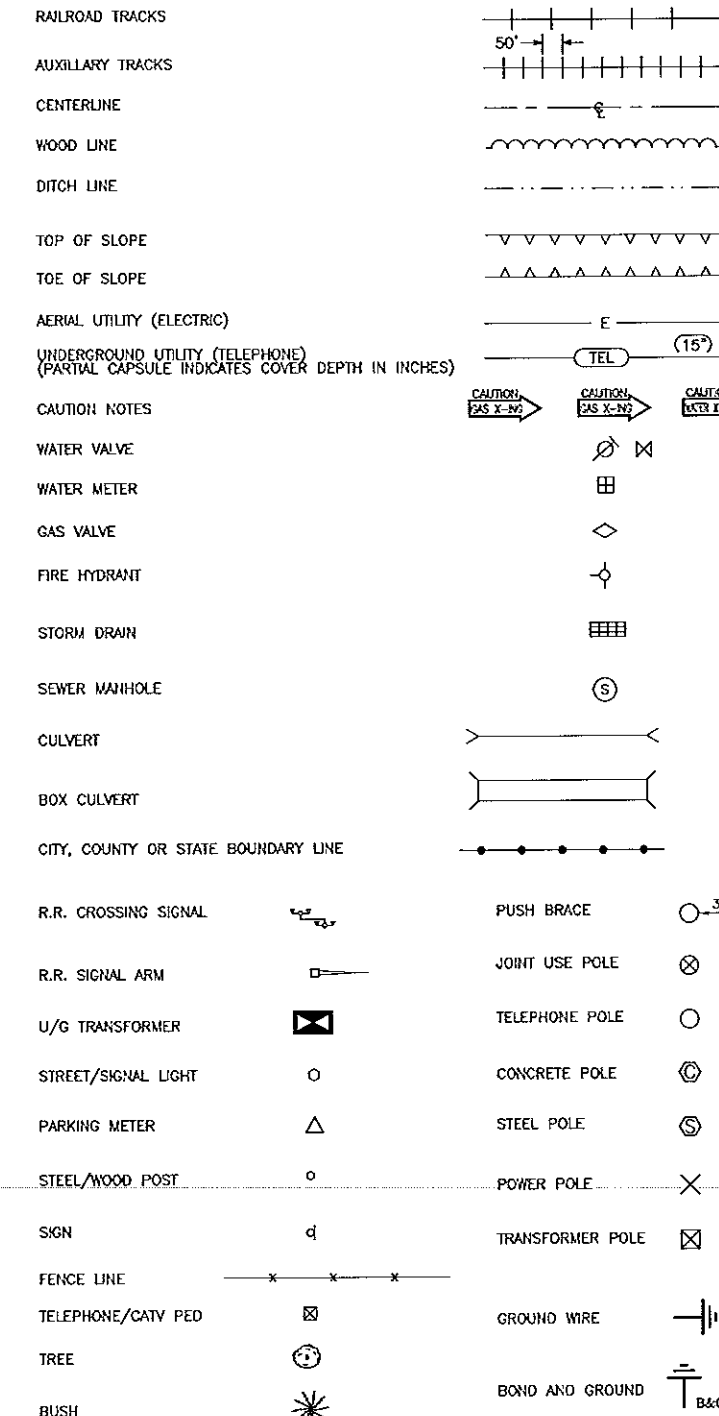 RAILROAD TRACKS
50'
AUXILLARY TRACKS
CENTERLINE
WOOD LINE
DITCH LINE
TOP OF SLOPE
TOE OF SLOPE
AERIAL UTILITY (ELECTRIC) E
UNDERGROUND UTILITY (TELEPHONE) TEL (15")
(PARTIAL CAPSULE INDICATES COVER DEPTH IN INCHES)
CAUTION CAUTION
CAUTION NOTES GAS X-ING GAS X-ING
WATER VALVE
WATER METER
GAS VALVE
FIRE HYDRANT
STORM DRAIN
SEWER MANHOLE S
CULVERT
BOX CULVERT
CITY, COUNTY OR STATE BOUNDARY LINE
R.R. CROSSING SIGNAL
R.R. SIGNAL ARM
U/G TRANSFORMER
STREET/SIGNAL LIGHT
PARKING METER
STEEL/WOOD POST
SIGN
FENCE LINE x x x
TELEPHONE/CATV PED
TREE
BUSH
PUSH BRACE 3
JOINT USE POLE
TELEPHONE POLE
CONCRETE POLE C
STEEL POLE S
POWER POLE
TRANSFORMER POLE
GROUND WIRE
BOND AND GROUND